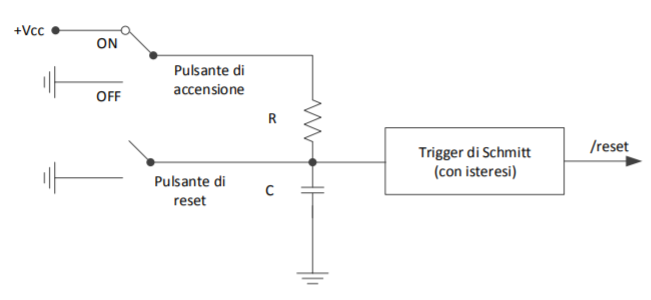 +Vcc
ON
Pulsante di
accensione
OFF
R
Trigger di Schmitt
(con isteresi)
/reset
Pulsante di
reset
C